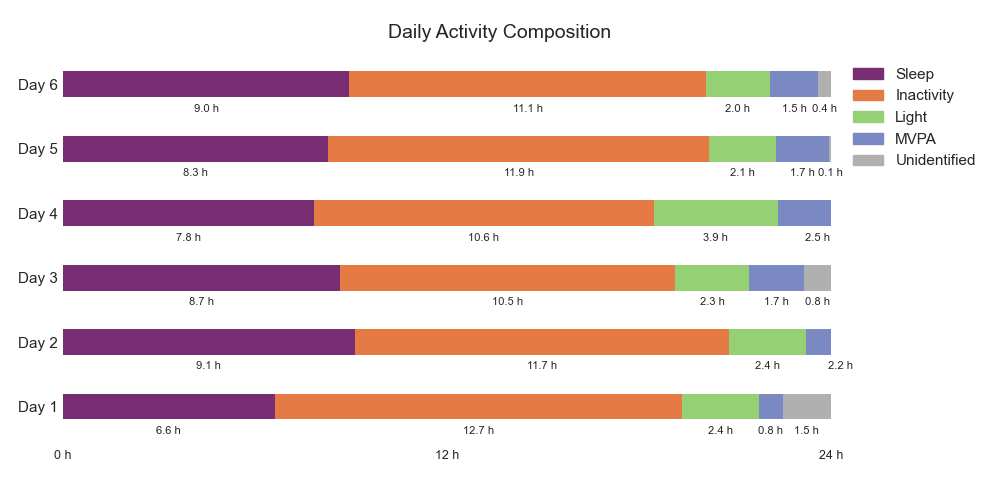 Daily Activity Composition
Day 6
9.0 h 11.1 h 2.0 h 1.5 h 0.4 h
Day 5
8.3 h 11.9 h 2.1 h 1.7 h 0.1 h
Day 4
7.8 h 10.6 h 3.9 h 2.5 h
Day 3
8.7 h 10.5 h 2.3 h 1.7 h 0.8 h
Day 2
9.1 h 11.7 h 2.4 h 2.2 h
Day 1
6.6 h 12.7 h 2.4 h 0.8 h 1.5 h
0 h 12 h 24 h
Sleep
Inactivity
Light
MVPA
Unidentified